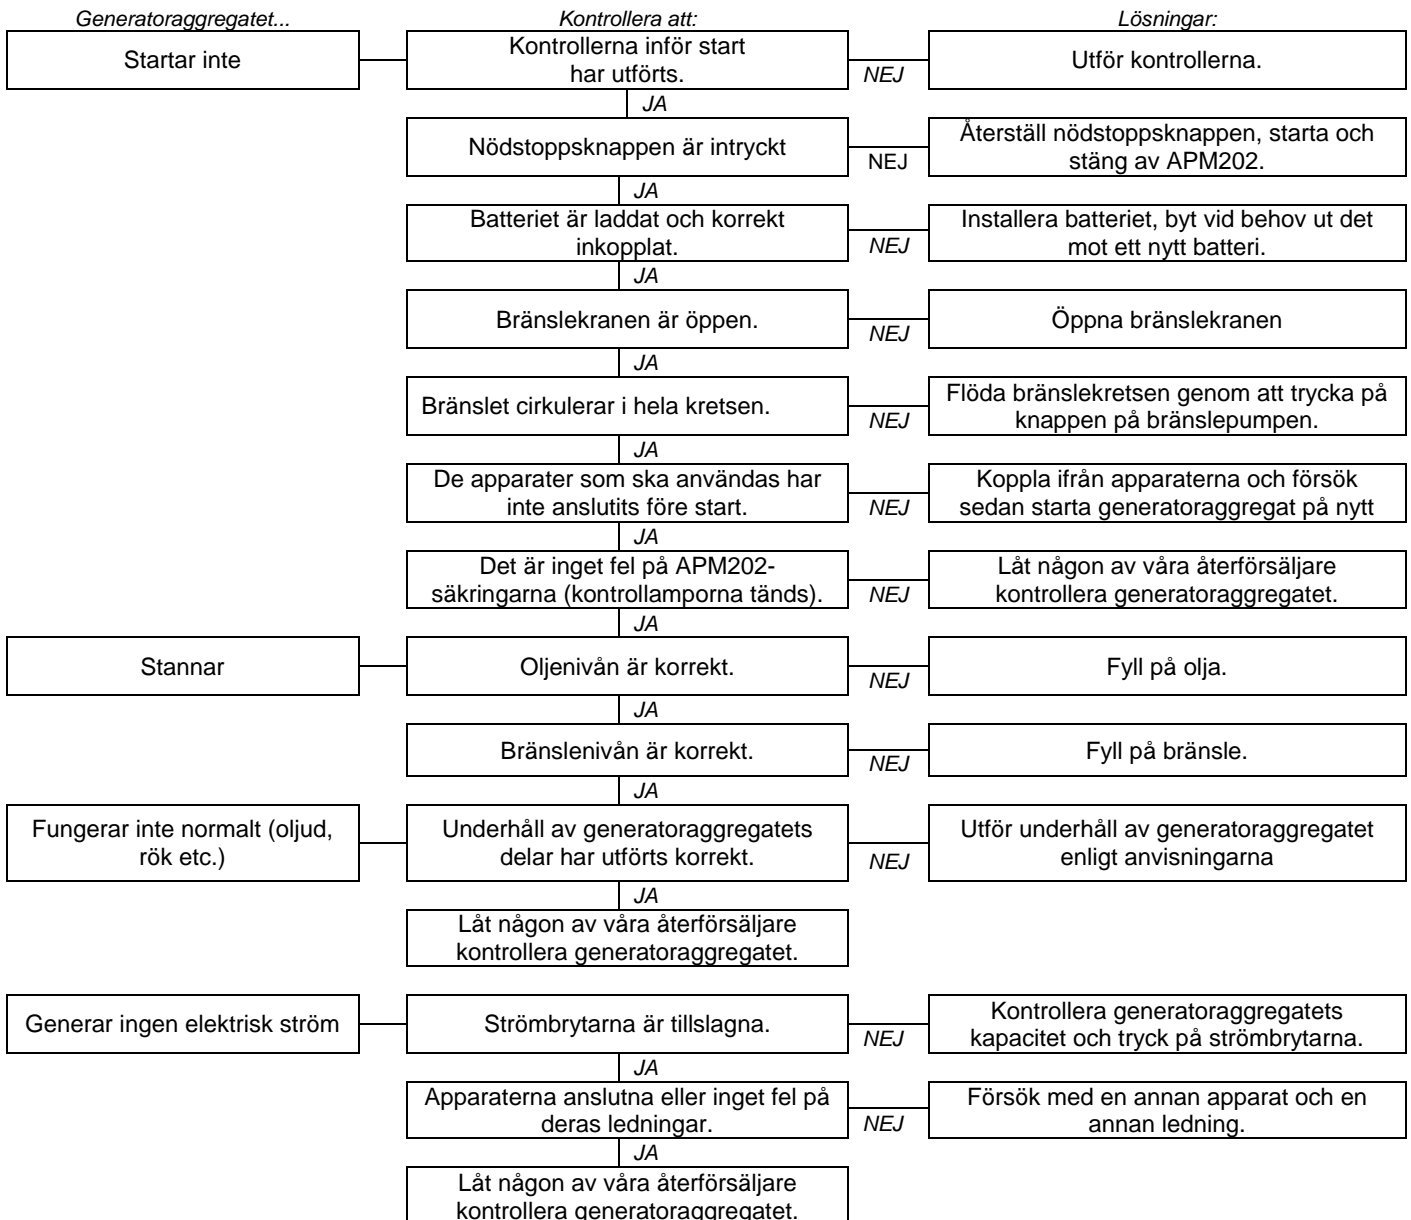 Generatoraggregatet... Kontrollera att: Lösningar:
Startar inte
Kontrollerna inför start
har utförts.
NEJ
Utför kontrollerna.
JA
Nödstoppsknappen är intryckt
NEJ
Återställ nödstoppsknappen, starta och
stäng av APM202.
JA
Batteriet är laddat och korrekt
inkopplat.
NEJ
Installera batteriet, byt vid behov ut det
mot ett nytt batteri.
JA
Bränslekranen är öppen.
NEJ
Öppna bränslekranen
JA
Bränslet cirkulerar i hela kretsen.
NEJ
Flöda bränslekretsen genom att trycka på
knappen på bränslepumpen.
JA
De apparater som ska användas har
inte anslutits före start.
NEJ
Koppla ifrån apparaterna och försök
sedan starta generatoraggregat på nytt
JA
Det är inget fel på APM202-
säkringarna (kontrollamporna tänds).
NEJ
Låt någon av våra återförsäljare
kontrollera generatoraggregatet.
JA
Stannar
Oljenivån är korrekt.
NEJ
Fyll på olja.
JA
Bränslenivån är korrekt.
NEJ
Fyll på bränsle.
JA
Fungerar inte normalt (oljud,
rök etc.)
Underhåll av generatoraggregatets
delar har utförts korrekt.
NEJ
Utför underhåll av generatoraggregatet
enligt anvisningarna
JA
Låt någon av våra återförsäljare
kontrollera generatoraggregatet.
Generar ingen elektrisk ström
Strömbrytarna är tillslagna.
NEJ
Kontrollera generatoraggregatets
kapacitet och tryck på strömbrytarna.
JA
Apparaterna anslutna eller inget fel på
deras ledningar.
NEJ
Försök med en annan apparat och en
annan ledning.
JA
Låt någon av våra återförsäljare
kontrollera generatoraggregatet.